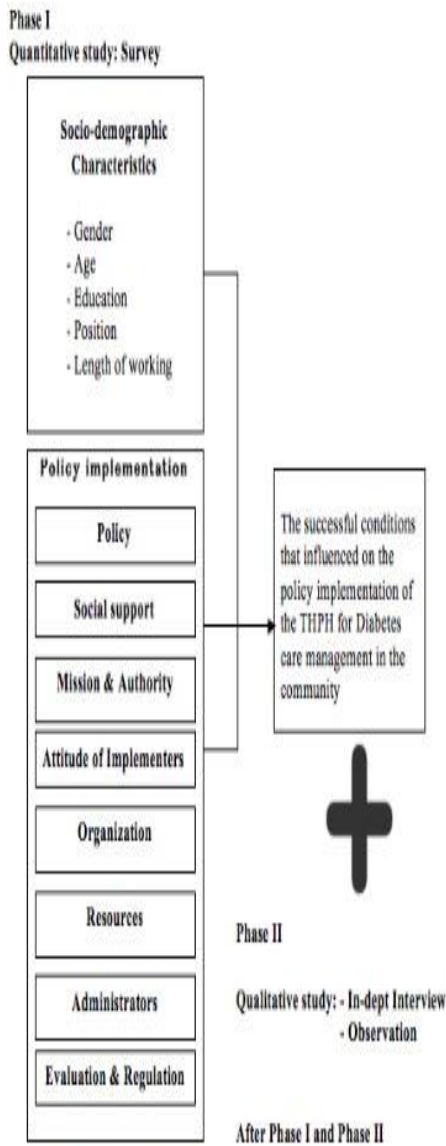 Phase I
Quantitative study: Survey
Socio-demographic
Characteristics
- Gender
- Age
- Education
- Position
- Length of working
Policy implementation
Policy
Social support
Mission & Authority
Attitude of Implementers
Organization
Resources
Administrators
Evaluation & Regulation
The successful conditions
that influenced on the
policy implementation of
the THPH for Diabetes
care management in the
community
Phase II
Qualitative study: - In-dept Interview
- Observation
After Phase I and Phase II